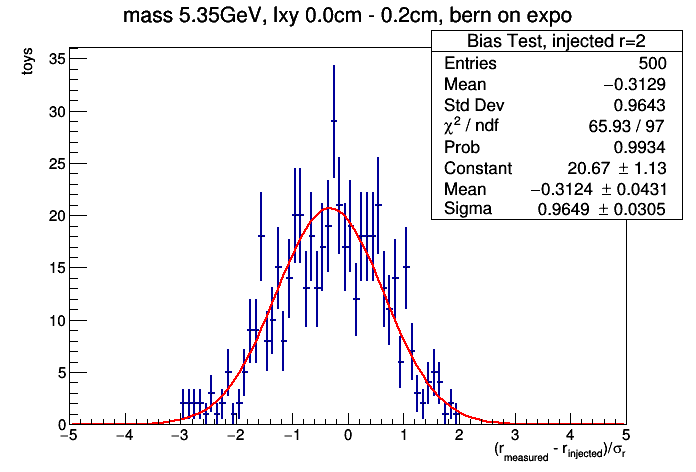 mass 5.35GeV, lxy 0.0cm - 0.2cm, bern on expo
Bias Test, injected r=2
Entries 500
Mean −0.3129
Std Dev 0.9643
χ² / ndf 65.93 / 97
Prob 0.9934
Constant 20.67 ± 1.13
Mean −0.3124 ± 0.0431
Sigma 0.9649 ± 0.0305
toys
35
30
25
20
15
10
5
0
−5 −4 −3 −2 −1 0 1 2 3 4 5
(r_measured - r_injected)/σ_r